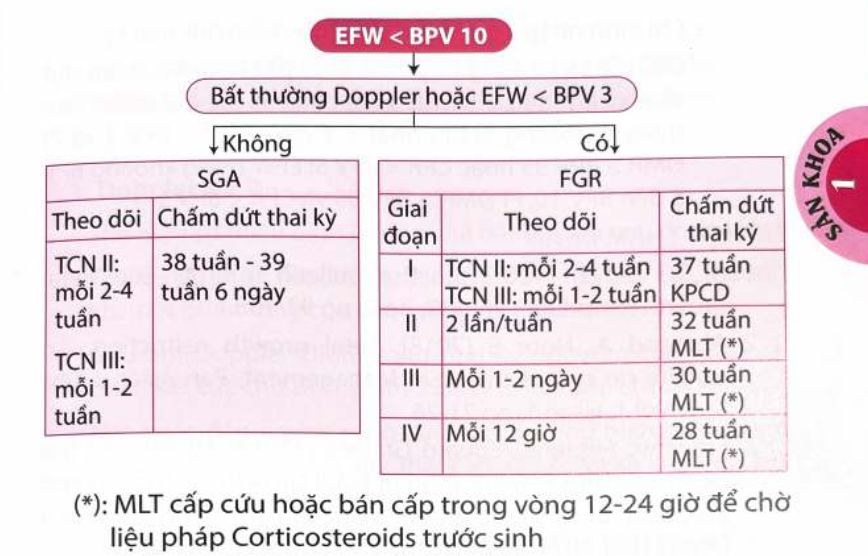 EFW < BPV 10
Bất thường Doppler hoặc EFW < BPV 3
Không
Có
SGA
Theo dõi
Chấm dứt thai kỳ
TCN II:
mỗi 2-4
tuần
TCN III:
mỗi 1-2
tuần
38 tuần - 39
tuần 6 ngày
FGR
Giai
đoạn
Theo dõi
Chấm dứt
thai kỳ
I
TCN II: mỗi 2-4 tuần
TCN III: mỗi 1-2 tuần
37 tuần
KPCD
II
2 lần/tuần
32 tuần
MLT (*)
III
Mỗi 1-2 ngày
30 tuần
MLT (*)
IV
Mỗi 12 giờ
28 tuần
MLT (*)
(*): MLT cấp cứu hoặc bán cấp trong vòng 12-24 giờ để chờ
liệu pháp Corticosteroids trước sinh
SẢN KHOA
1